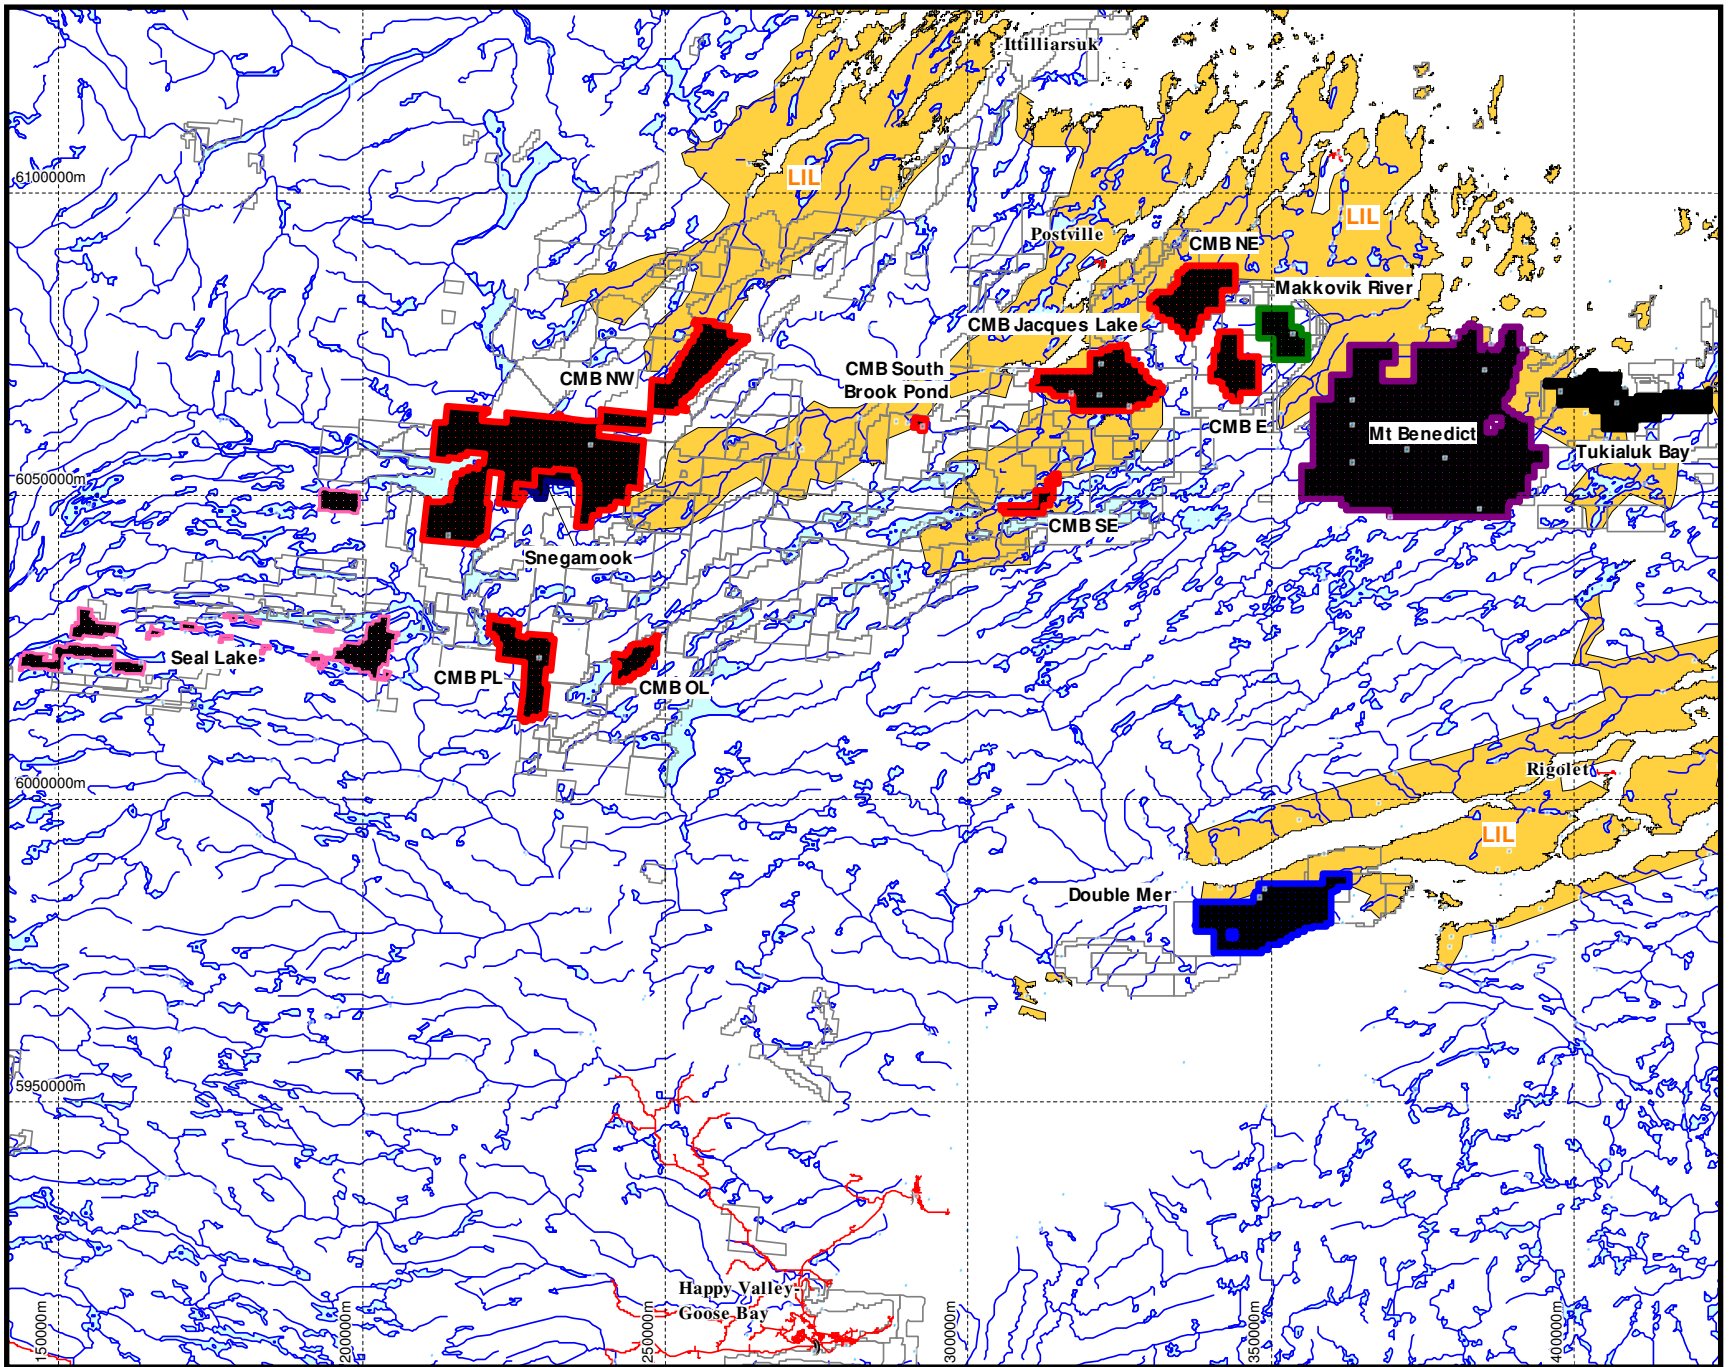 Ittilliarsuk
6100000m
LIL
LIL
Postville
CMB NE
Makkovik River
CMB Jacques Lake
CMB NW
CMB South
Brook Pond
CMB E
Mt Benedict
Tukialuk Bay
6050000m
CMB SE
Snegamook
Seal Lake
CMB PL
CMB OL
Rigolet
6000000m
LIL
Double Mer
5950000m
Happy Valley-
Goose Bay
150000m
200000m
250000m
300000m
350000m
400000m